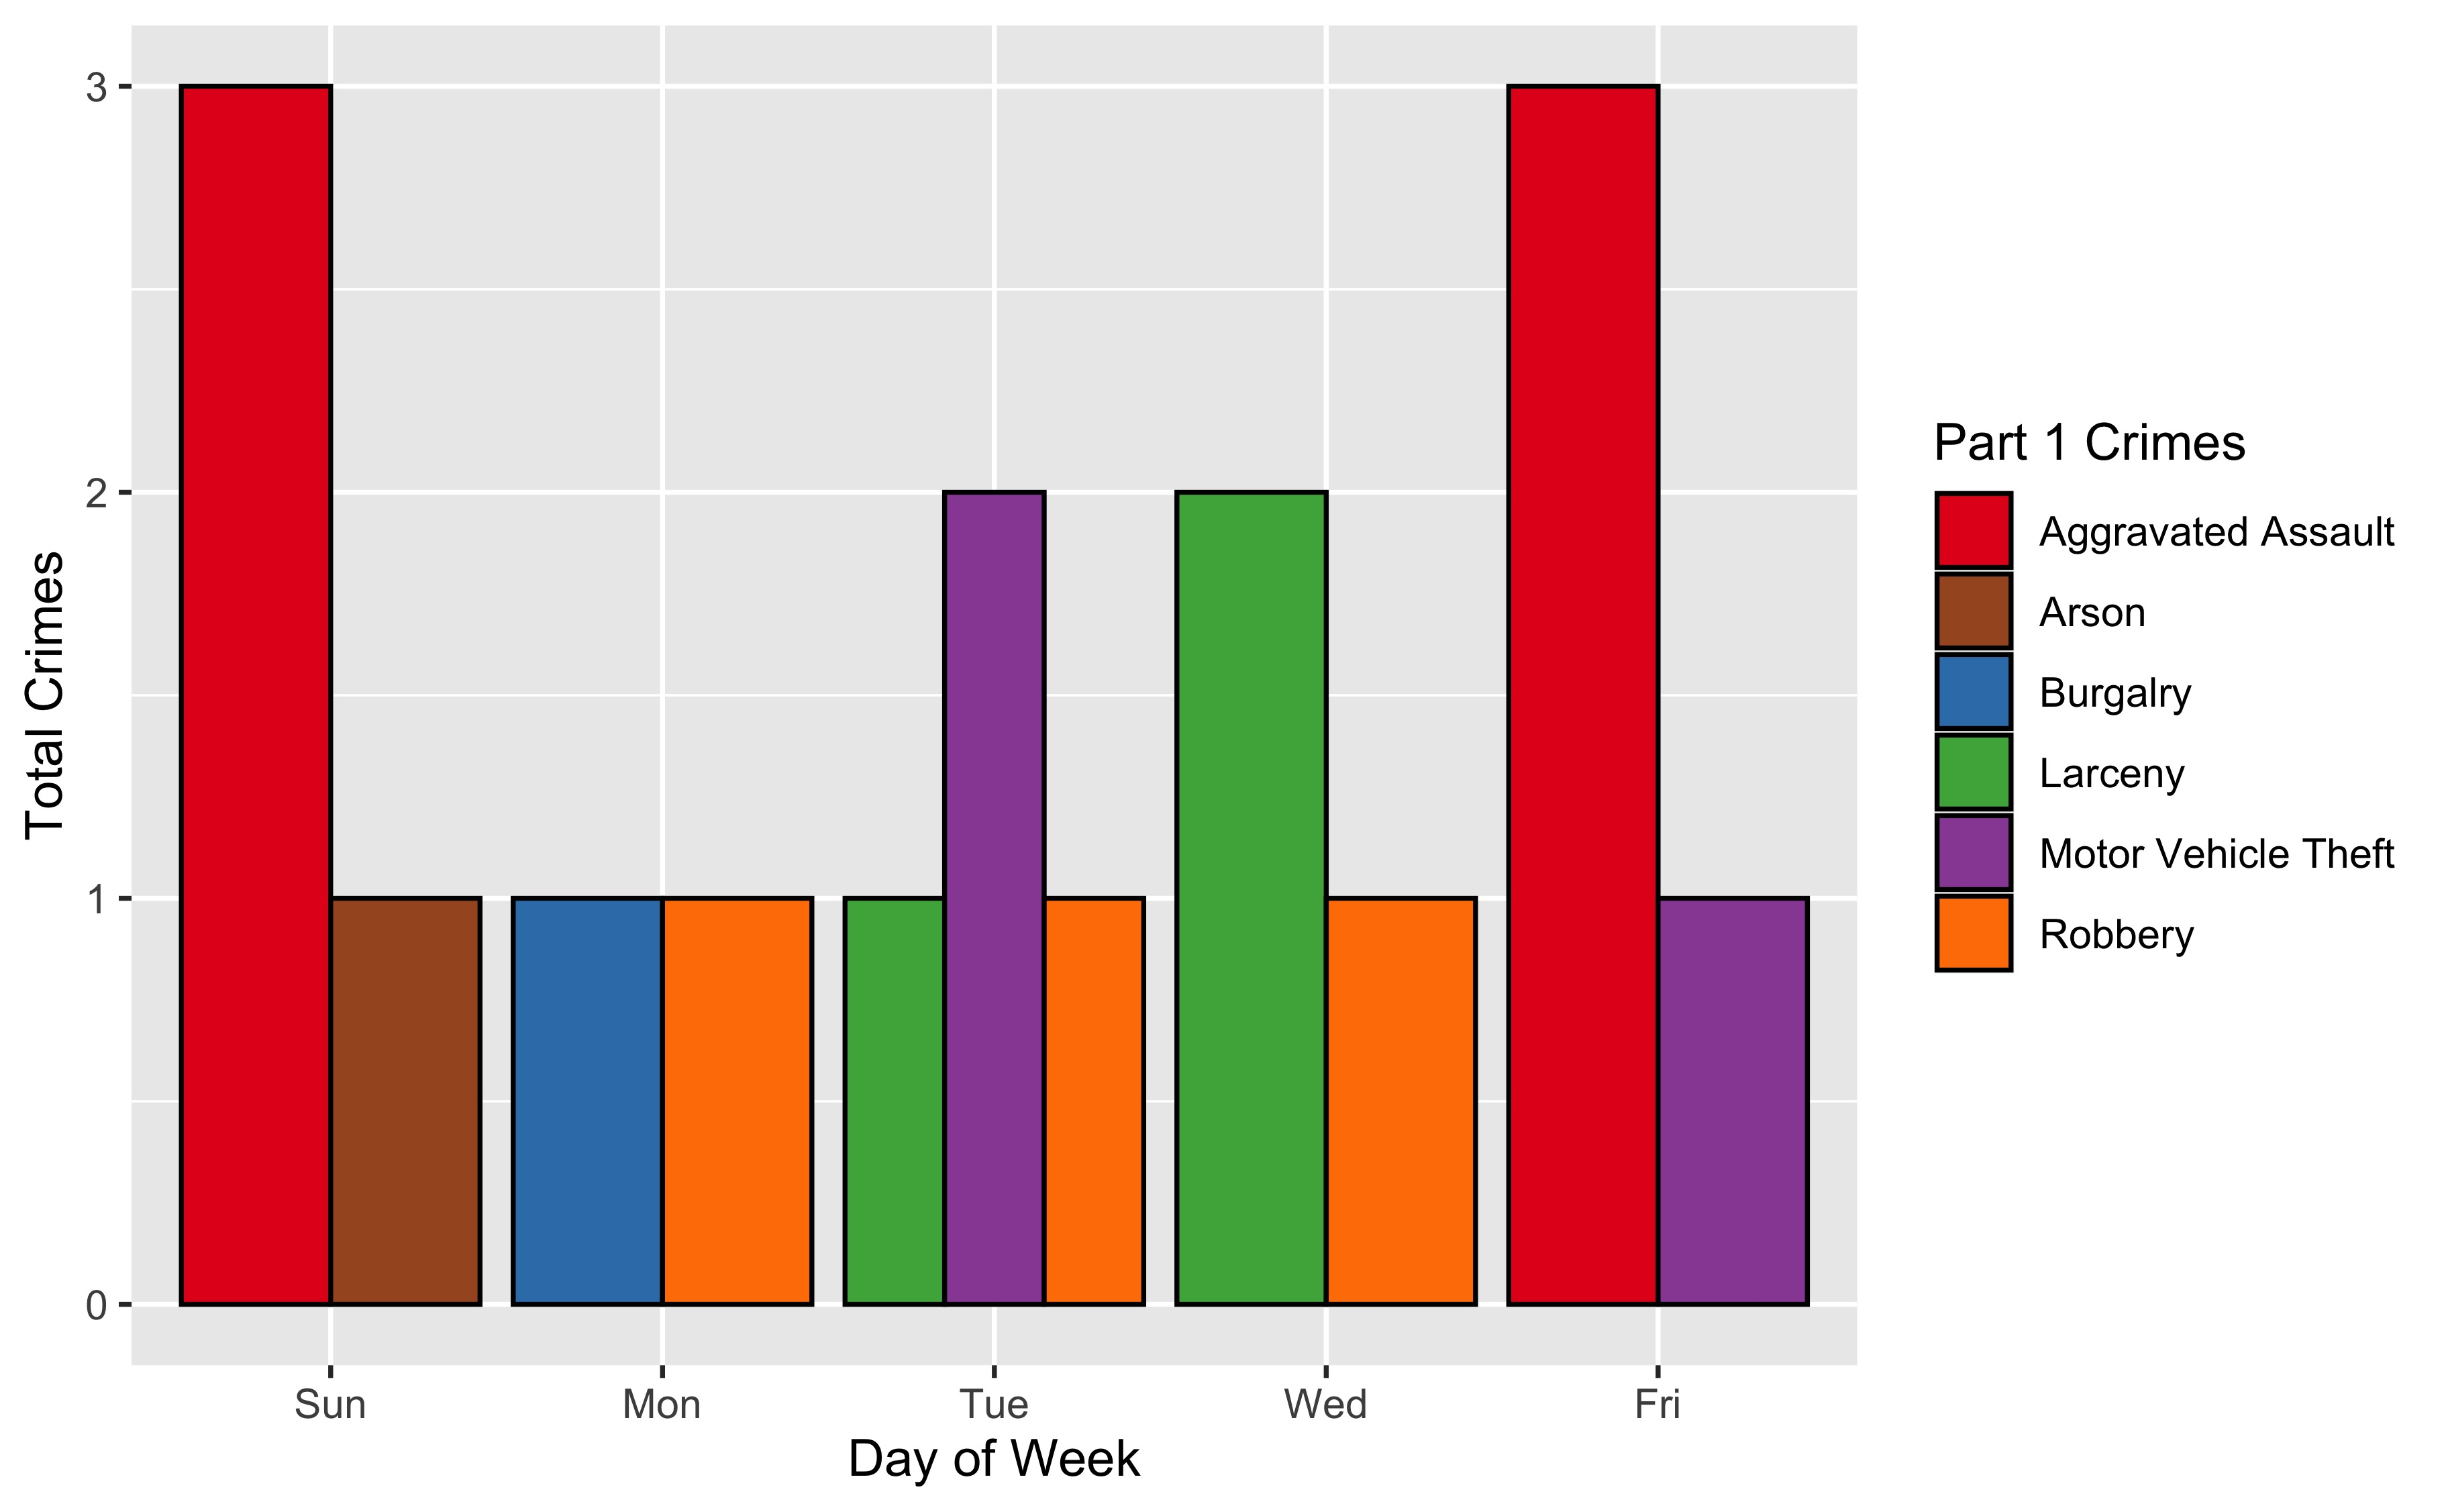 3
2
1
0
Total Crimes
Sun Mon Tue Wed Fri
Day of Week
Part 1 Crimes
Aggravated Assault
Arson
Burgalry
Larceny
Motor Vehicle Theft
Robbery